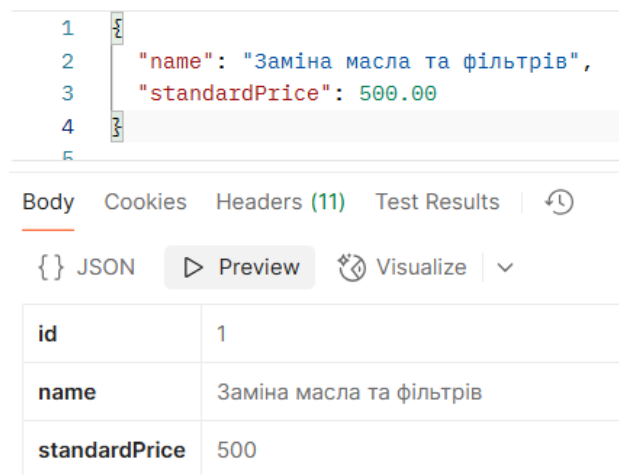 1 {
2 "name": "Заміна масла та фільтрів",
3 "standardPrice": 500.00
4 }
5
Body Cookies Headers (11) Test Results
{ } JSON Preview Visualize
id 1
name Заміна масла та фільтрів
standardPrice 500